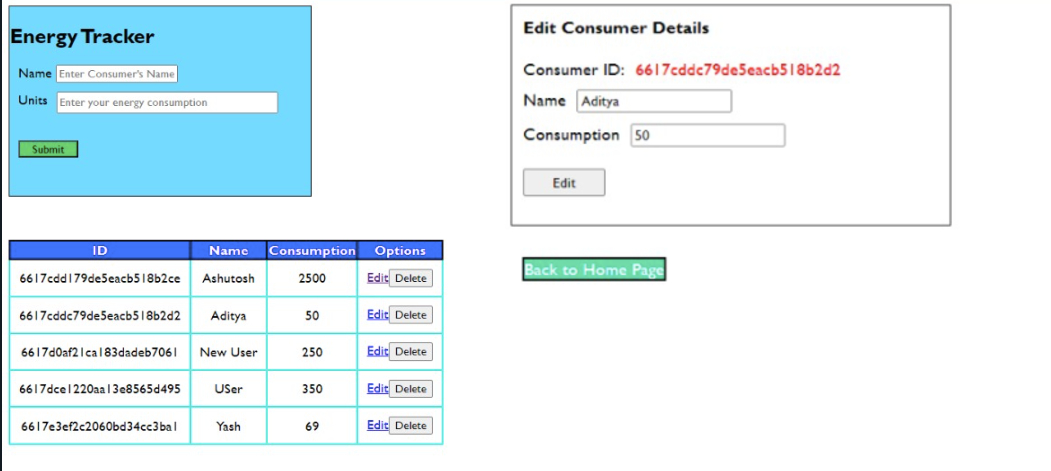 Energy Tracker
Name Enter Consumer's Name
Units Enter your energy consumption
Submit
ID Name Consumption Options
6617cdd179de5eacb518b2ce Ashutosh 2500 Edit Delete
6617cddc79de5eacb518b2d2 Aditya 50 Edit Delete
6617d0af21ca183dadeb7061 New User 250 Edit Delete
6617dce1220aa13e8565d495 USer 350 Edit Delete
6617e3ef2c2060bd34cc3ba1 Yash 69 Edit Delete
Edit Consumer Details
Consumer ID: 6617cddc79de5eacb518b2d2
Name Aditya
Consumption 50
Edit
Back to Home Page